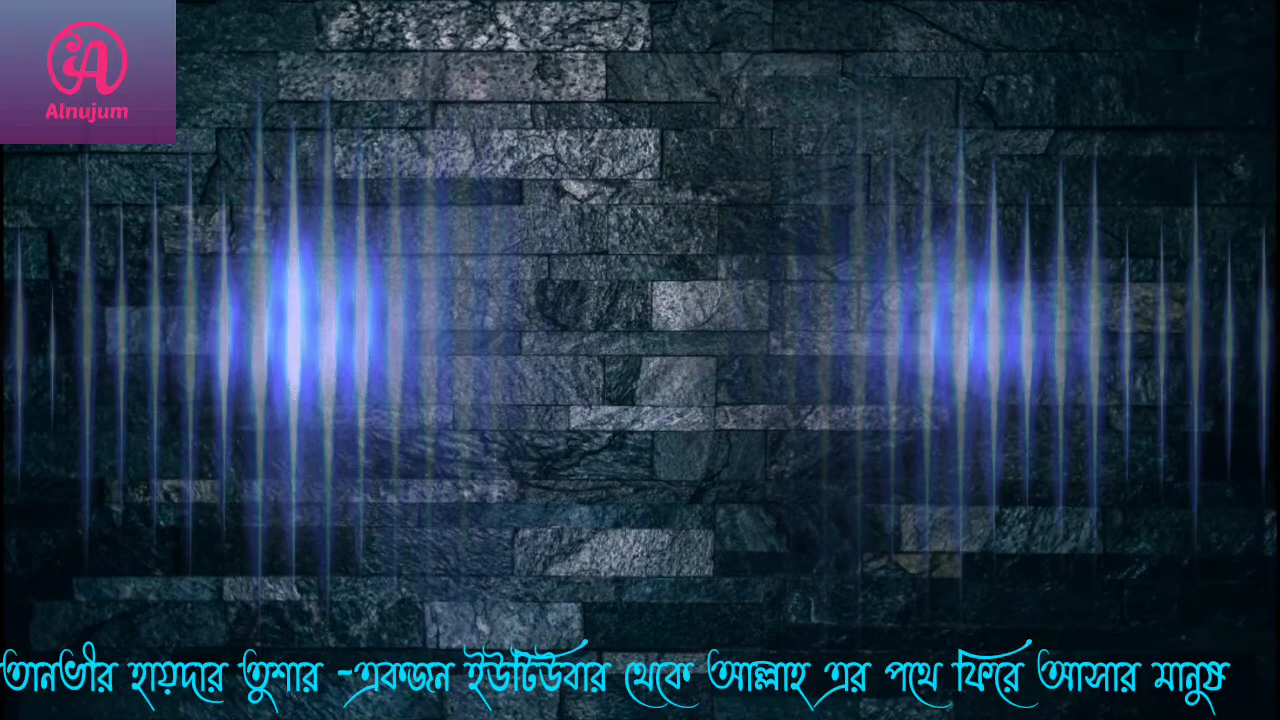 Alnujum
তানভীর হায়দার তুশার -একজন ইউটিউবার থেকে আল্লাহ এর পথে ফিরে আসার মানুষ